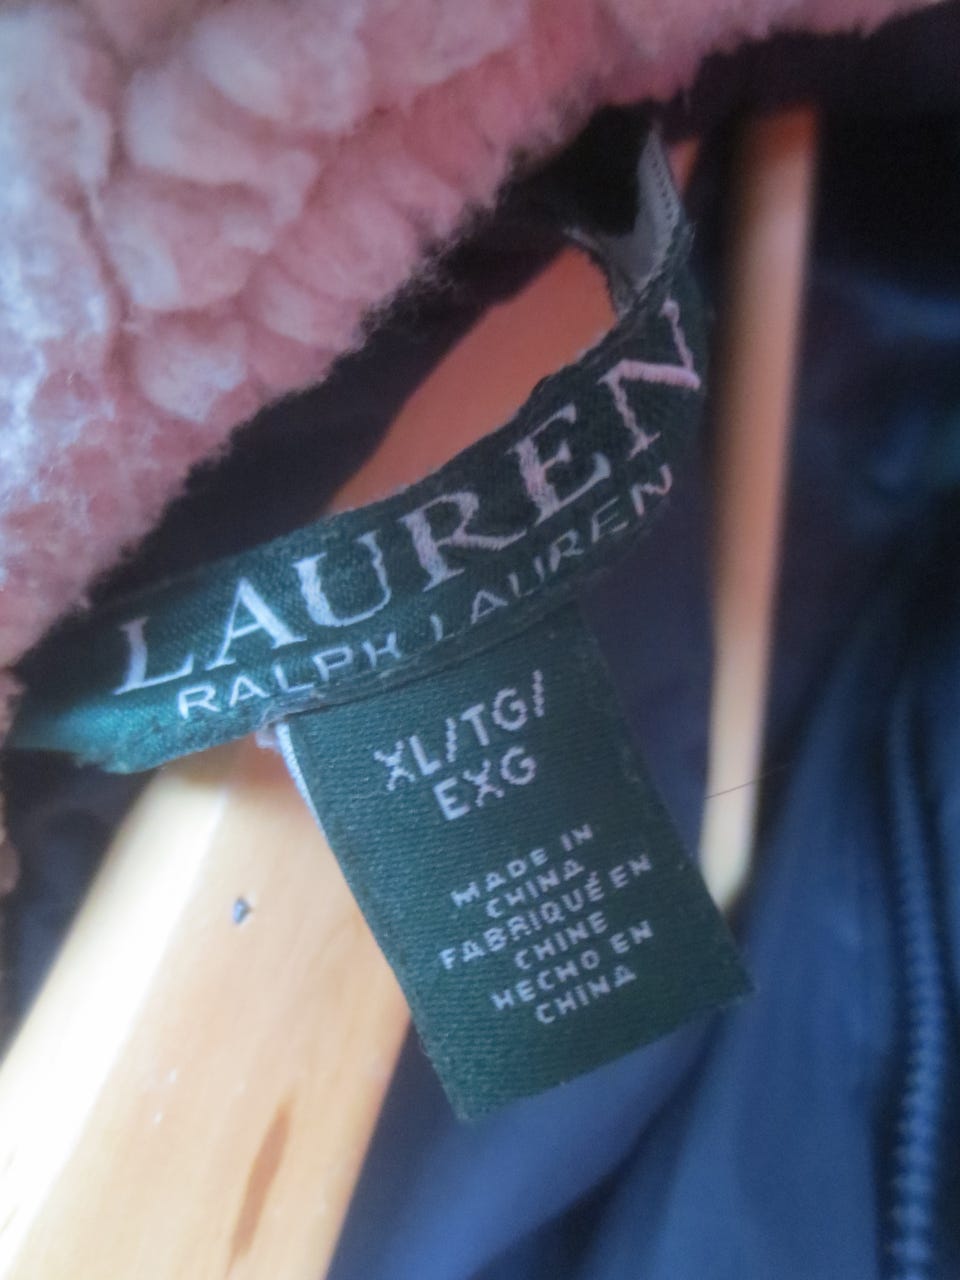 LAUREN
RALPH LAUREN
XL/TG/
EXG
MADE IN
CHINA
FABRIQUÉ EN
CHINE
HECHO EN
CHINA